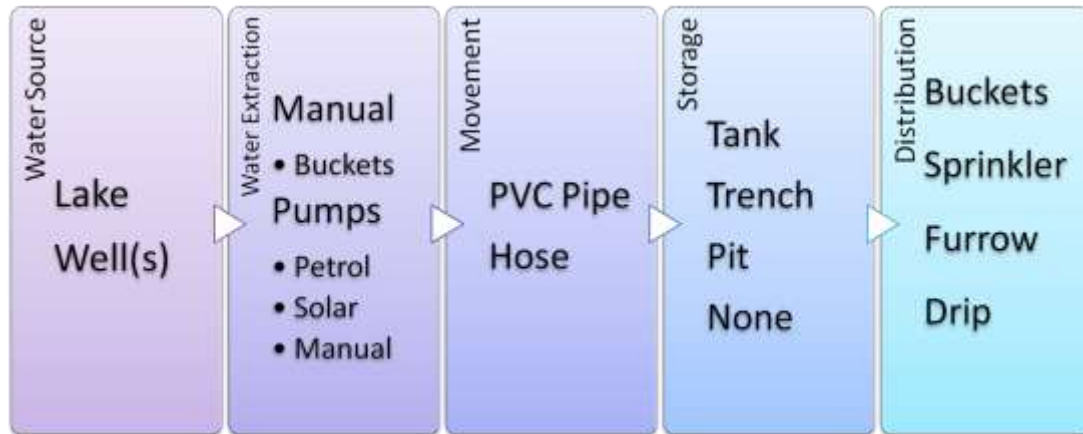 Water Source
Lake
Well(s)
Water Extraction
Manual
• Buckets
Pumps
• Petrol
• Solar
• Manual
Movement
PVC Pipe
Hose
Storage
Tank
Trench
Pit
None
Distribution
Buckets
Sprinkler
Furrow
Drip